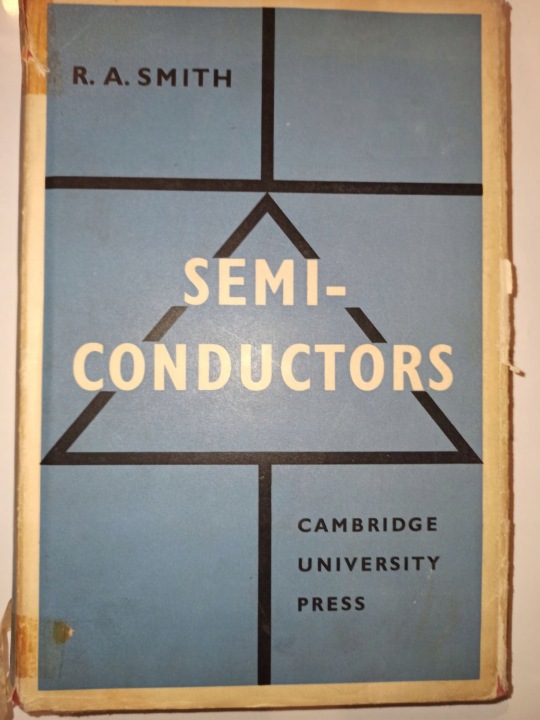 R. A. SMITH
SEMI-
CONDUCTORS
CAMBRIDGE
UNIVERSITY
PRESS